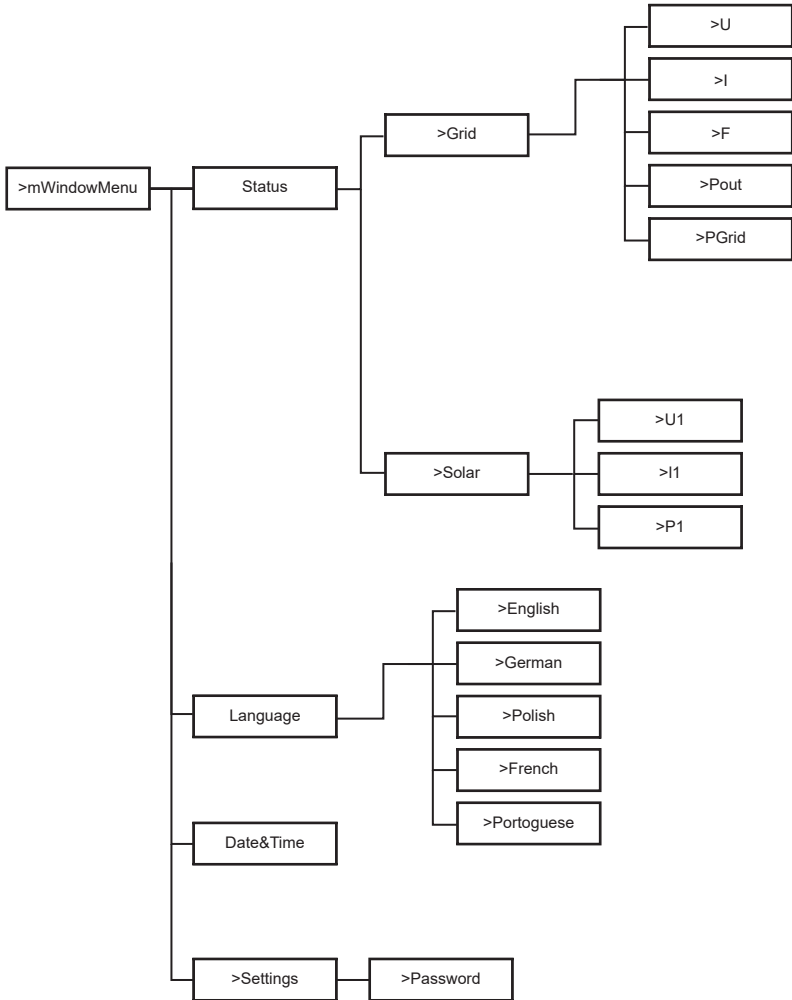 >mWindowMenu
Status
>Grid
>U
>I
>F
>Pout
>PGrid
>Solar
>U1
>I1
>P1
Language
>English
>German
>Polish
>French
>Portoguese
Date&Time
>Settings
>Password